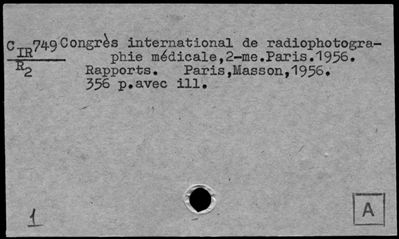 C IR 749 Congrès international de radiophotogra-
R2 phie médicale,2-me.Paris.1956.
Rapports. Paris,Masson,1956.
356 p.avec ill.
1
A